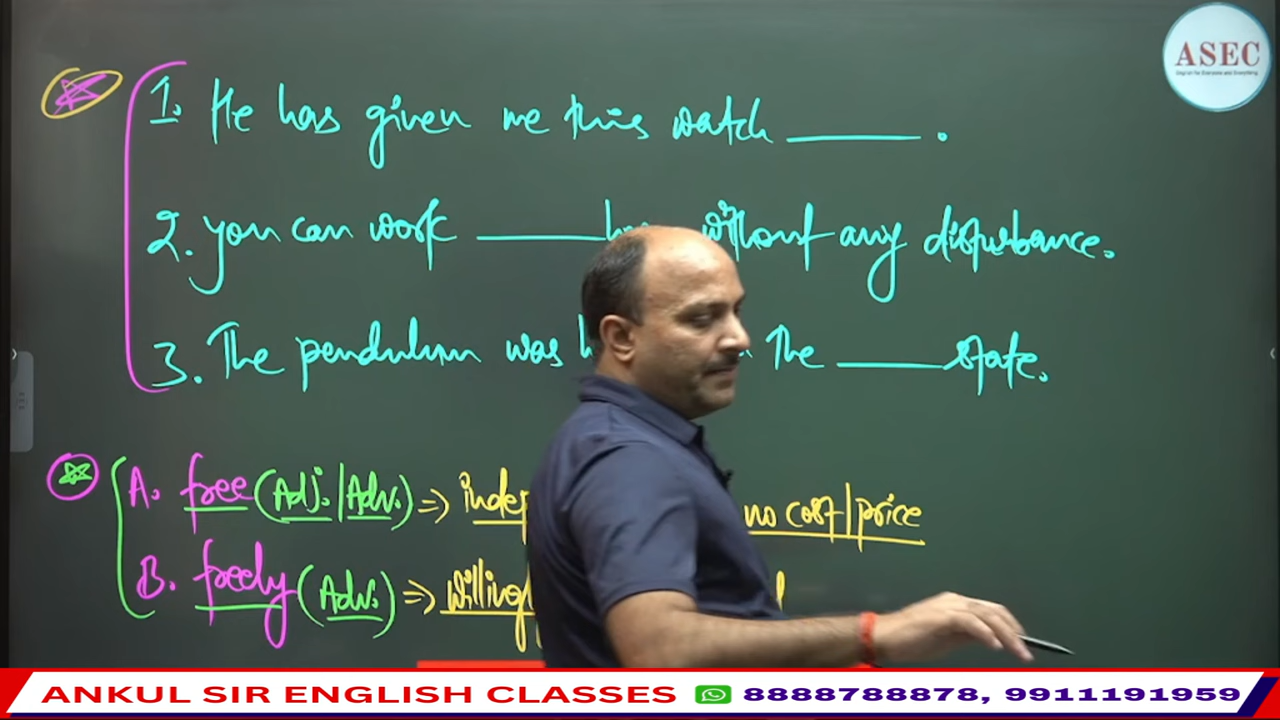 ASEC
1. He has given me this watch ______.
2. you can work ______ without any disturbance.
3. The pendulum was the ______ state.
A. free (Adj. | Adv.) => no cost | price
B. freely (Adv.) =>
ANKUL SIR ENGLISH CLASSES 8888788878, 9911191959